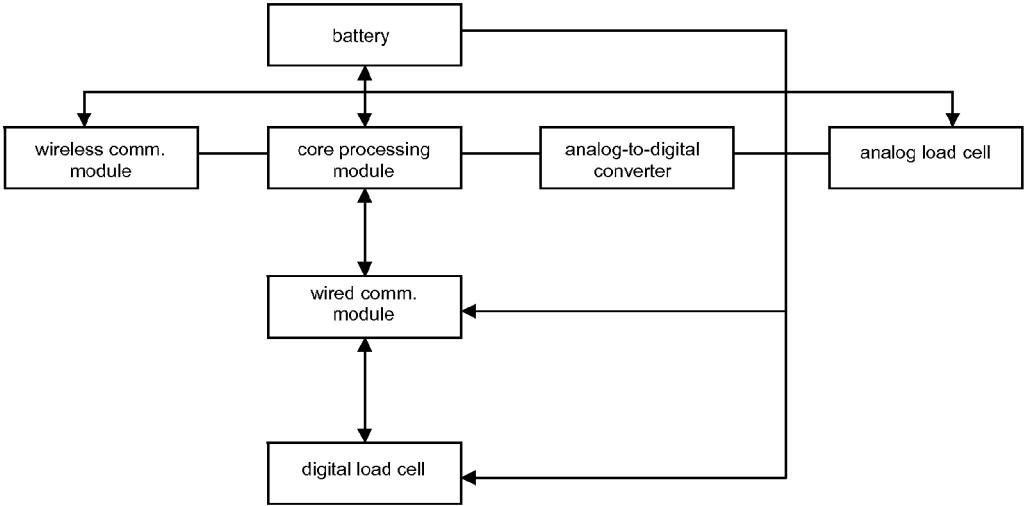 battery
wireless comm.
module
core processing
module
analog-to-digital
converter
analog load cell
wired comm.
module
digital load cell